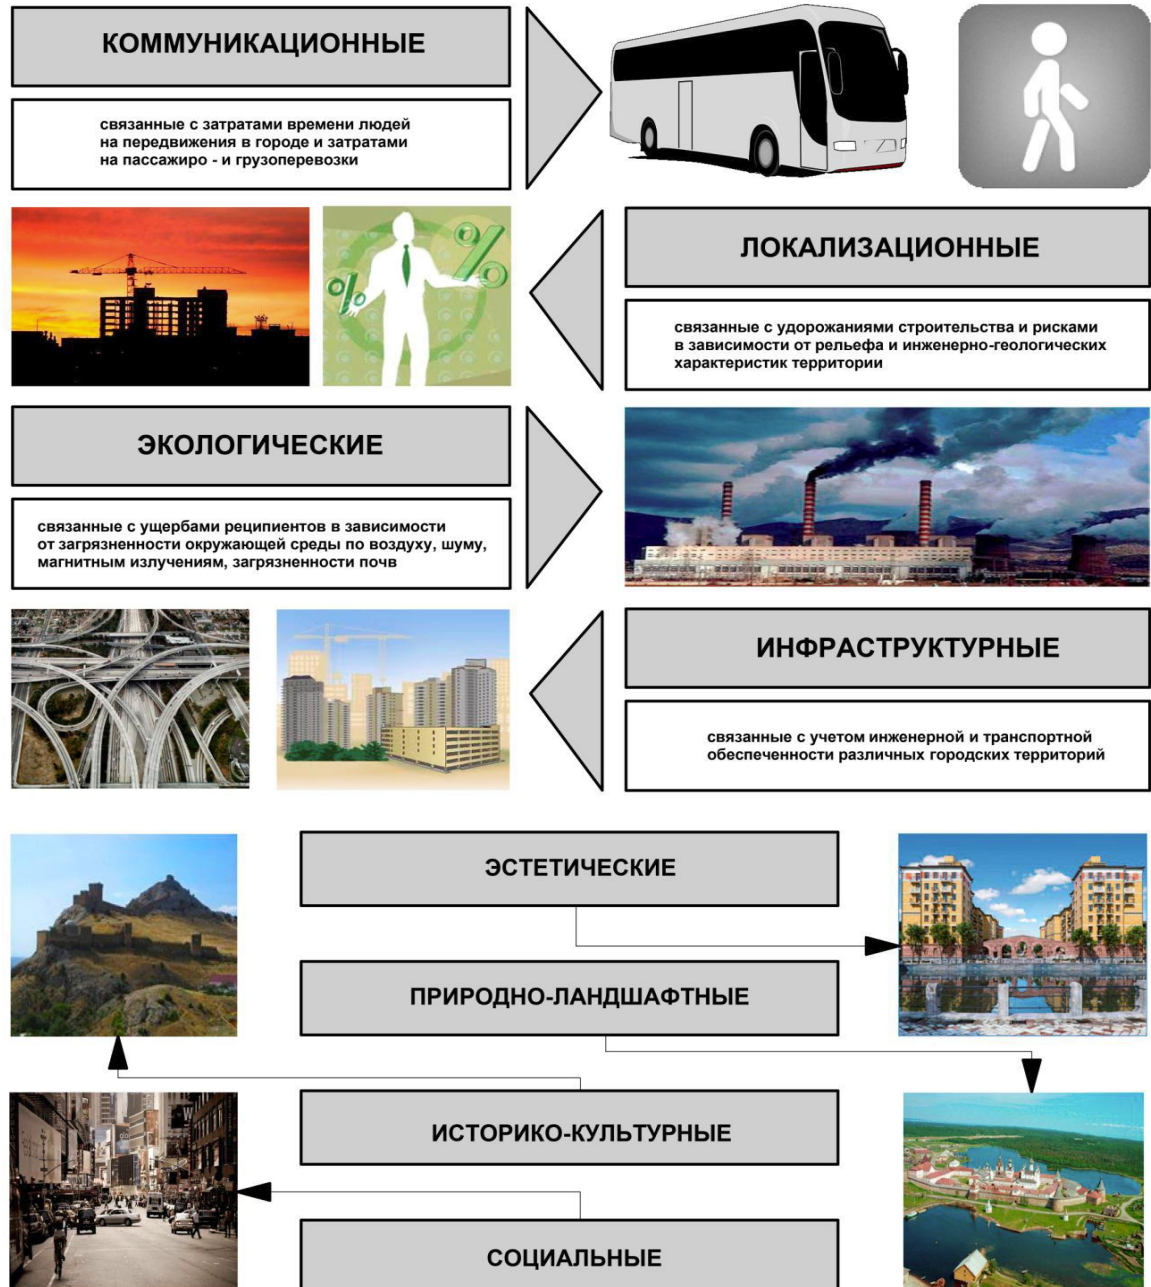 КОММУНИКАЦИОННЫЕ
связанные с затратами времени людей
на передвижения в городе и затратами
на пассажиро - и грузоперевозки
ЛОКАЛИЗАЦИОННЫЕ
связанные с удорожаниями строительства и рисками
в зависимости от рельефа и инженерно-геологических
характеристик территории
ЭКОЛОГИЧЕСКИЕ
связанные с ущербами реципиентов в зависимости
от загрязненности окружающей среды по воздуху, шуму,
магнитным излучениям, загрязненности почв
ИНФРАСТРУКТУРНЫЕ
связанные с учетом инженерной и транспортной
обеспеченности различных городских территорий
ЭСТЕТИЧЕСКИЕ
ПРИРОДНО-ЛАНДШАФТНЫЕ
ИСТОРИКО-КУЛЬТУРНЫЕ
СОЦИАЛЬНЫЕ